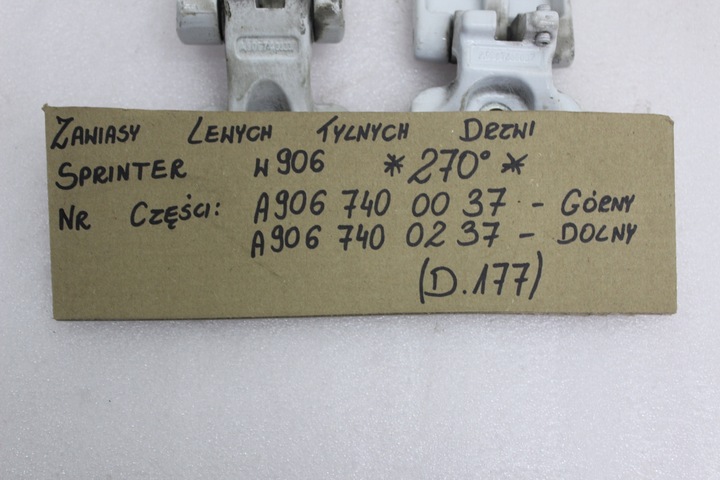 ZAWIASY LEWYCH TYLNYCH DRZWI
SPRINTER W906 *270°*
NR CZĘŚCI: A906 740 00 37 - GÓRNY
A906 740 02 37 - DOLNY
(D.177)